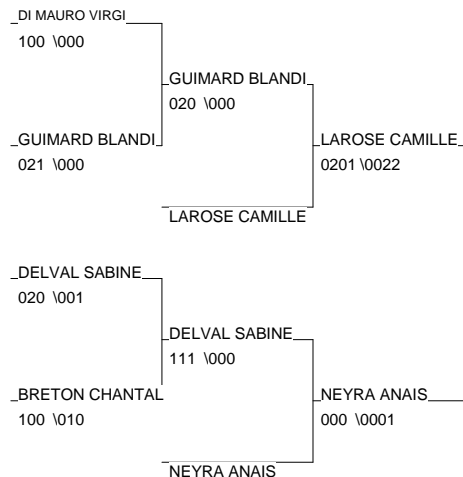 DI MAURO VIRGI
100 \000
GUIMARD BLANDI
020 \000
GUIMARD BLANDI
021 \000
LAROSE CAMILLE
0201 \0022
LAROSE CAMILLE
DELVAL SABINE
020 \001
DELVAL SABINE
111 \000
BRETON CHANTAL
100 \010
NEYRA ANAIS
000 \0001
NEYRA ANAIS